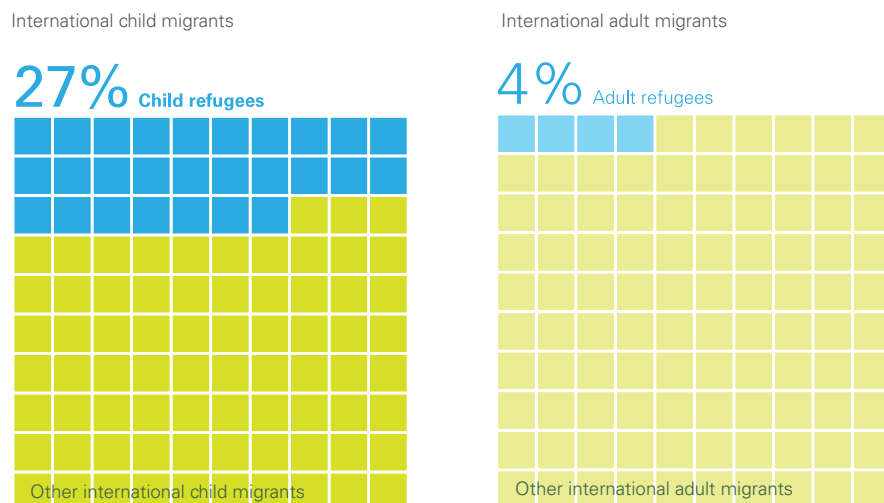 International child migrants
27% Child refugees
Other international child migrants
International adult migrants
4% Adult refugees
Other international adult migrants